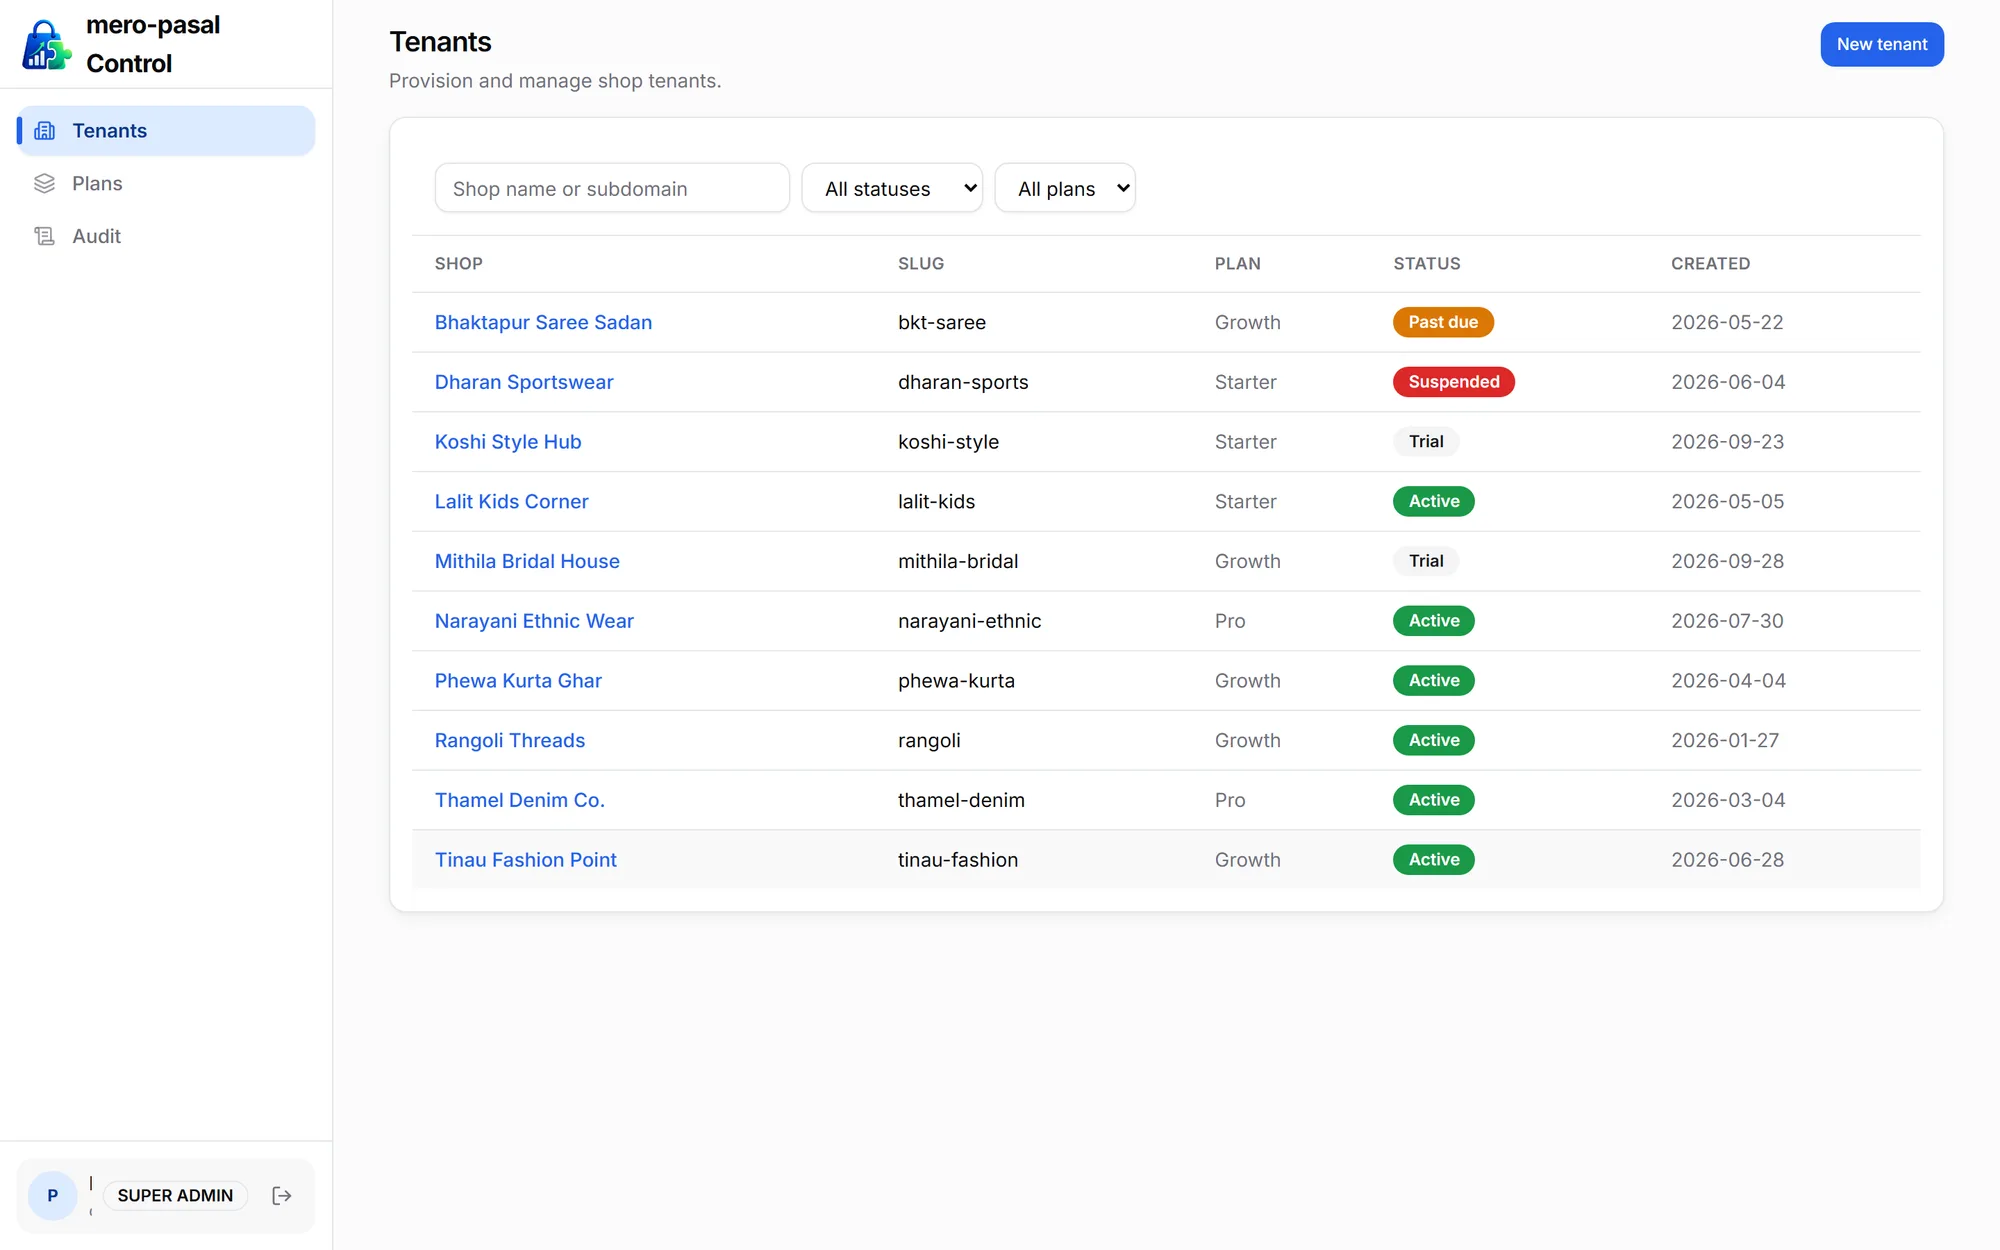 mero-pasal
Control
Tenants
Plans
Audit
P
SUPER ADMIN
Tenants
Provision and manage shop tenants.
New tenant
Shop name or subdomain
All statuses
All plans
SHOP SLUG PLAN STATUS CREATED
Bhaktapur Saree Sadan bkt-saree Growth Past due 2026-05-22
Dharan Sportswear dharan-sports Starter Suspended 2026-06-04
Koshi Style Hub koshi-style Starter Trial 2026-09-23
Lalit Kids Corner lalit-kids Starter Active 2026-05-05
Mithila Bridal House mithila-bridal Growth Trial 2026-09-28
Narayani Ethnic Wear narayani-ethnic Pro Active 2026-07-30
Phewa Kurta Ghar phewa-kurta Growth Active 2026-04-04
Rangoli Threads rangoli Growth Active 2026-01-27
Thamel Denim Co. thamel-denim Pro Active 2026-03-04
Tinau Fashion Point tinau-fashion Growth Active 2026-06-28